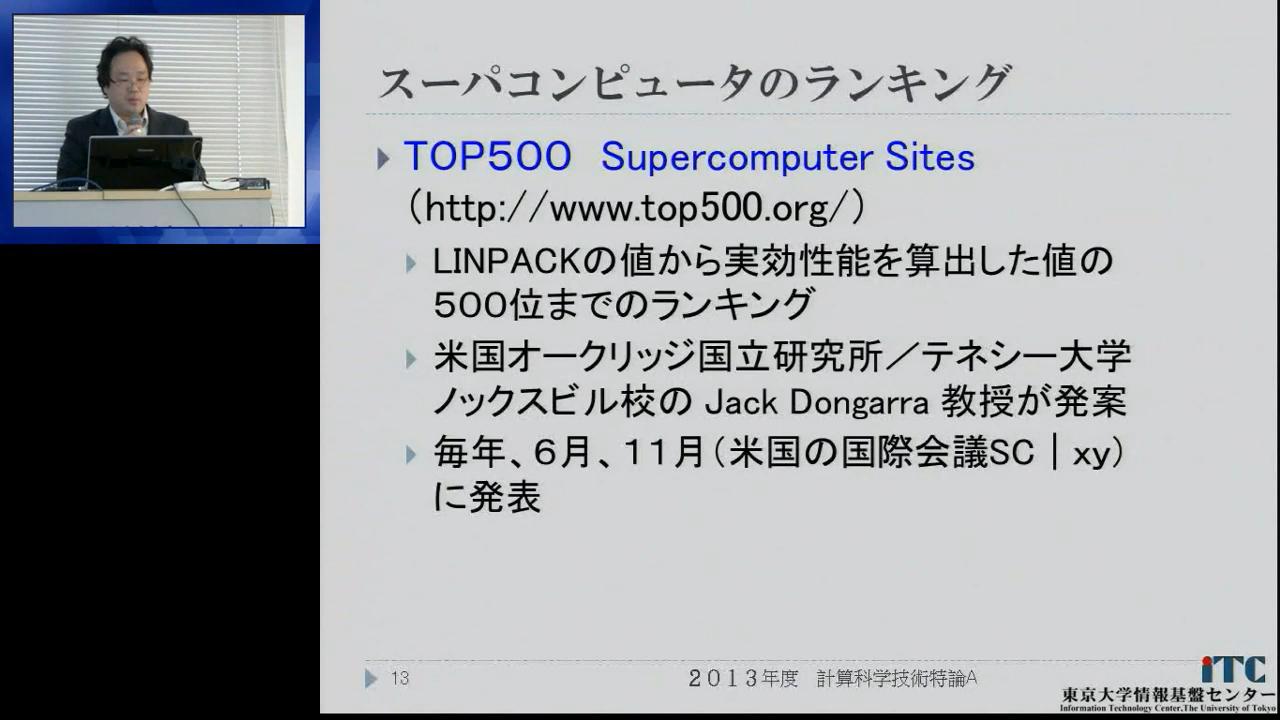 スーパコンピュータのランキング
TOP500 Supercomputer Sites
（http://www.top500.org/）
LINPACKの値から実効性能を算出した値の
５００位までのランキング
米国オークリッジ国立研究所／テネシー大学
ノックスビル校の Jack Dongarra 教授が発案
毎年、６月、１１月（米国の国際会議SC｜xy）
に発表
13
２０１３年度 計算科学技術特論A
iTC
東京大学情報基盤センター
Information Technology Center,The University of Tokyo